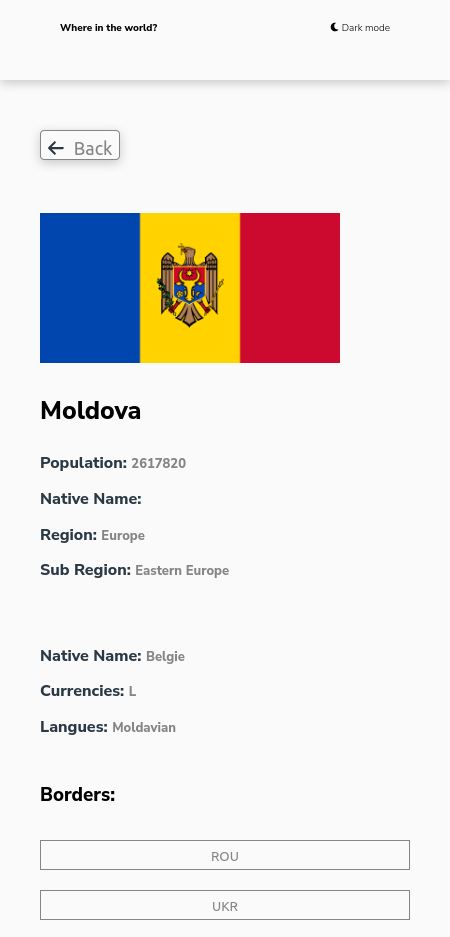 Where in the world?
Dark mode
Back
Moldova
Population: 2617820
Native Name:
Region: Europe
Sub Region: Eastern Europe
Native Name: Belgie
Currencies: L
Langues: Moldavian
Borders:
ROU
UKR